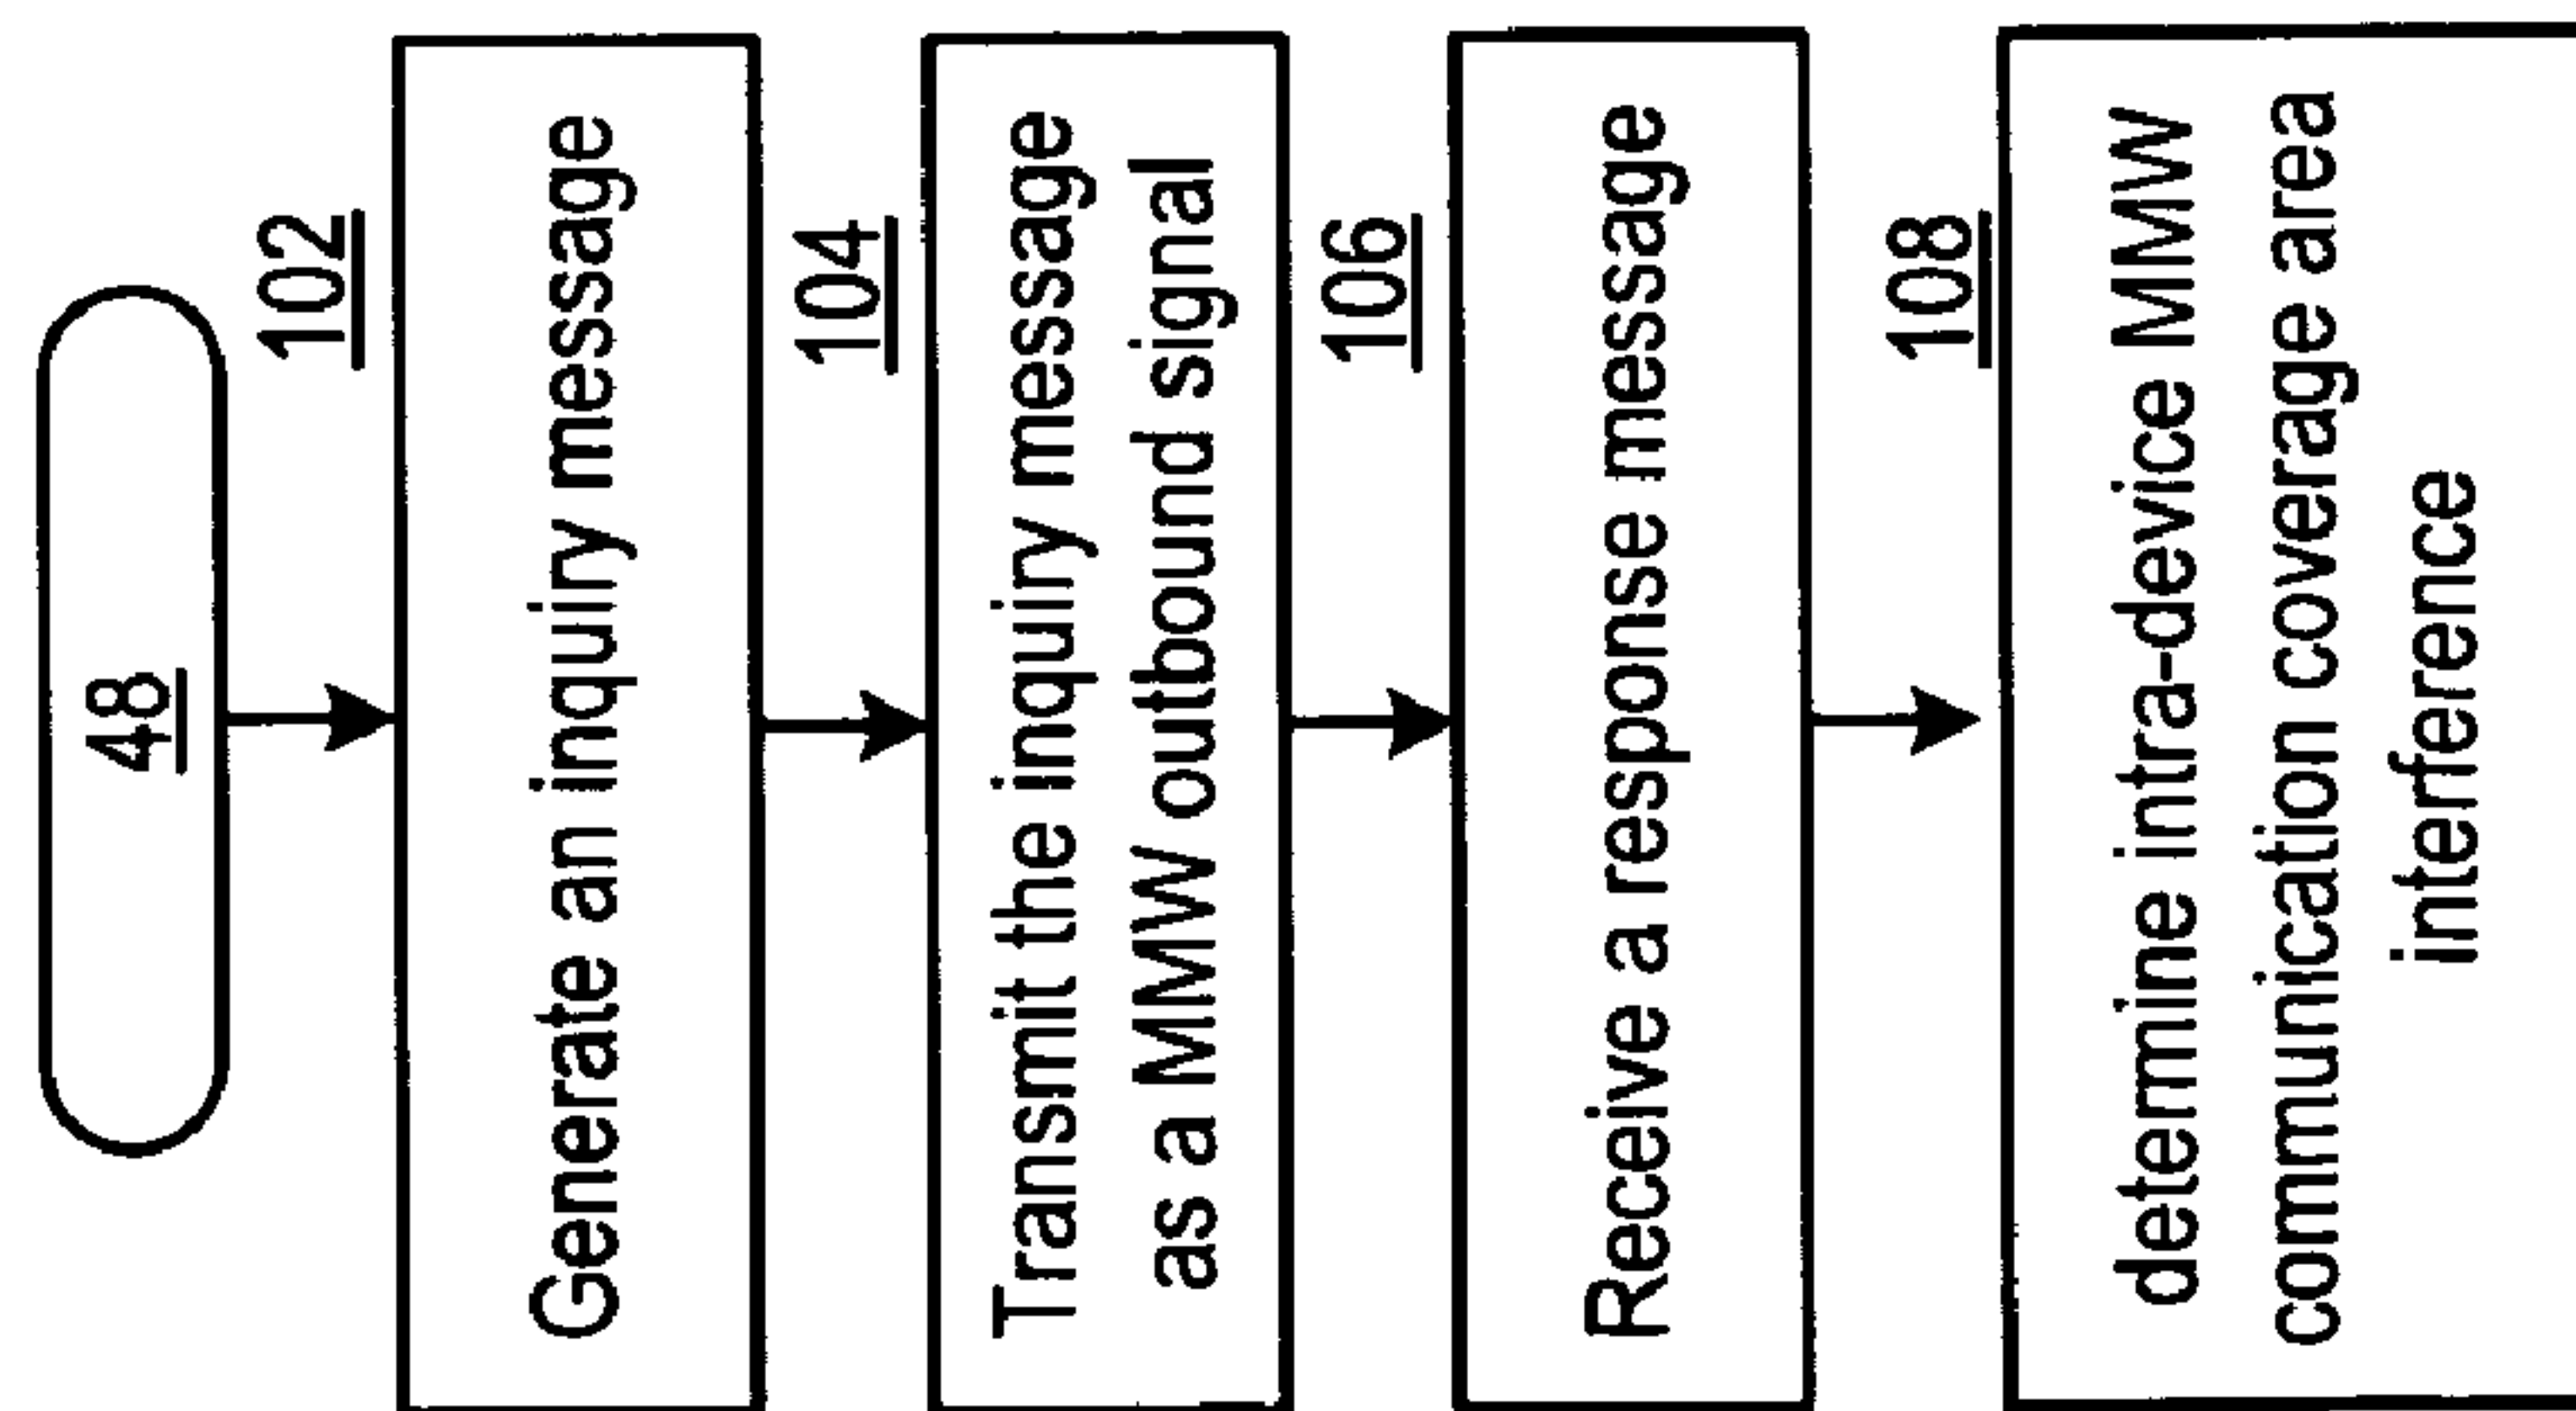 48
102
Generate an inquiry message
104
Transmit the inquiry message
as a MMW outbound signal
106
Receive a response message
108
determine intra-device MMW
communication coverage area
interference